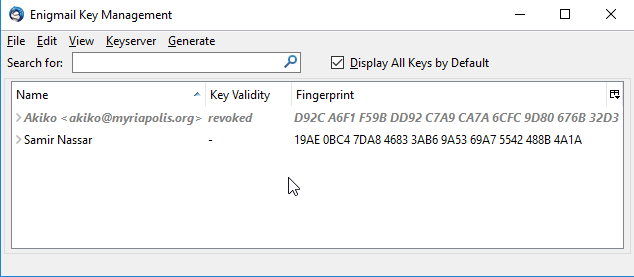 Enigmail Key Management
File Edit View Keyserver Generate
Search for: Display All Keys by Default
Name Key Validity Fingerprint
Akiko <akiko@myriapolis.org> revoked D92C A6F1 F59B DD92 C7A9 CA7A 6CFC 9D80 676B 32D3
Samir Nassar - 19AE 0BC4 7DA8 4683 3AB6 9A53 69A7 5542 488B 4A1A